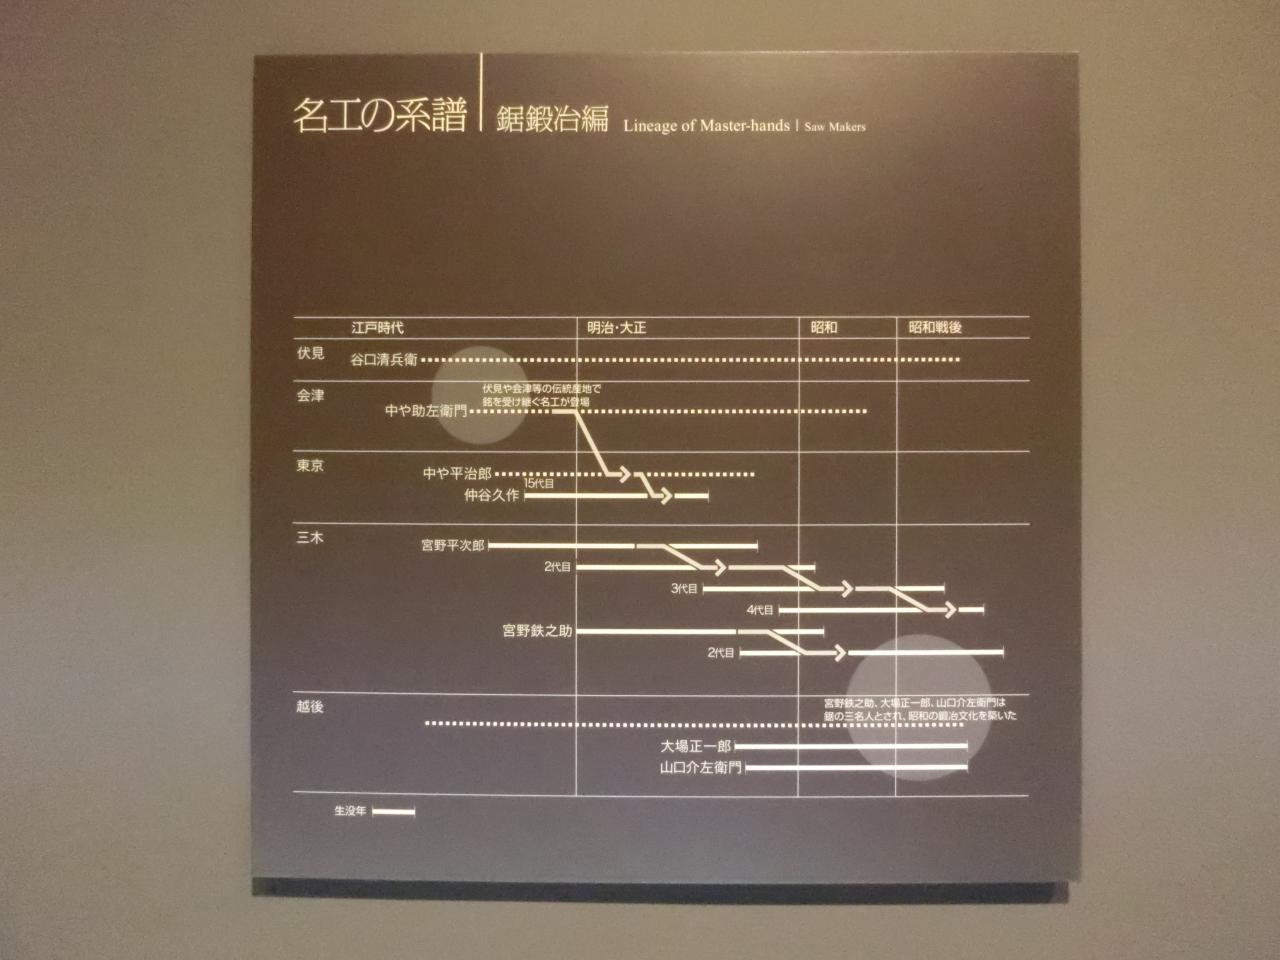 名工の系譜 鋸鍛冶編 Lineage of Master-hands | Saw Makers
江戸時代 明治・大正 昭和 昭和戦後
伏見 谷口清兵衛
会津
伏見や会津等の伝統産地で
銘を受け継ぐ名工が登場
中や助左衛門
東京
中や平治郎
15代目
仲谷久作
三木
宮野平次郎
2代目
3代目
4代目
宮野鉄之助
2代目
越後
宮野鉄之助、大場正一郎、山口介左衛門は
鋸の三名人とされ、昭和の鍛冶文化を築いた
大場正一郎
山口介左衛門
生没年